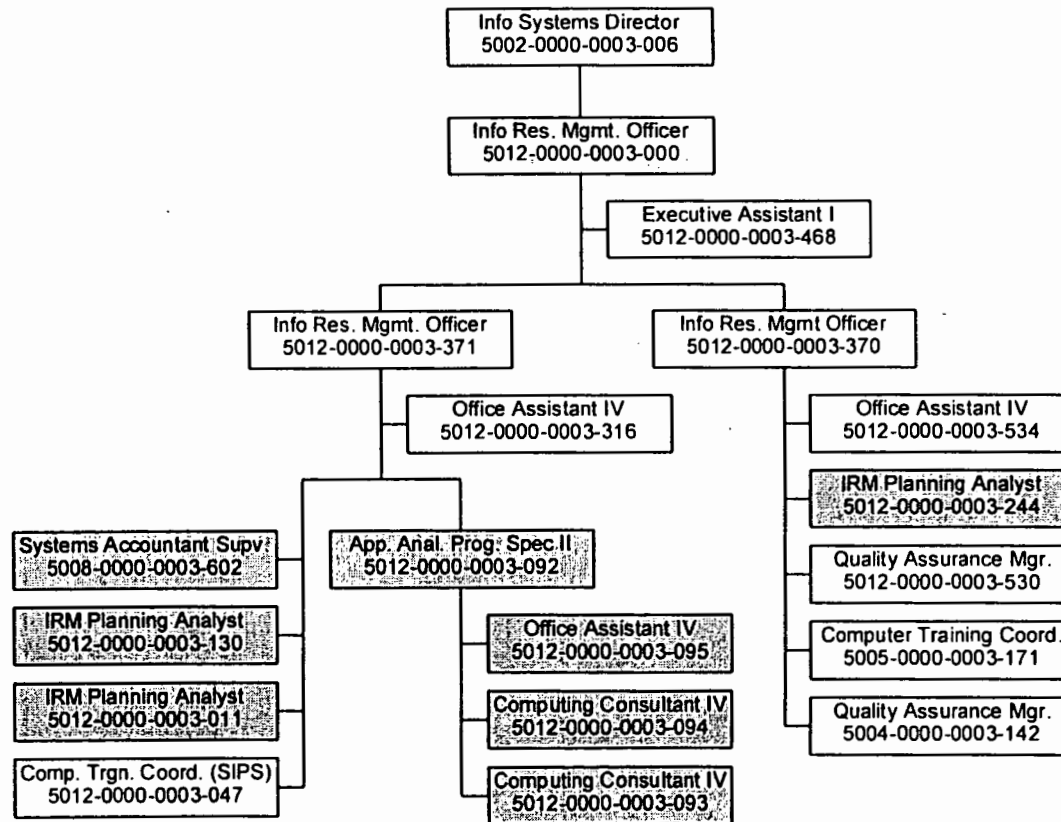 Info Systems Director
5002-0000-0003-006
Info Res. Mgmt. Officer
5012-0000-0003-000
Executive Assistant I
5012-0000-0003-468
Info Res. Mgmt. Officer
5012-0000-0003-371
Info Res. Mgmt Officer
5012-0000-0003-370
Office Assistant IV
5012-0000-0003-316
Office Assistant IV
5012-0000-0003-534
IRM Planning Analyst
5012-0000-0003-244
Systems Accountant Supv.
5008-0000-0003-602
App. Anal. Prog. Spec.II
5012-0000-0003-092
Quality Assurance Mgr.
5012-0000-0003-530
IRM Planning Analyst
5012-0000-0003-130
Office Assistant IV
5012-0000-0003-095
Computer Training Coord.
5005-0000-0003-171
IRM Planning Analyst
5012-0000-0003-011
Computing Consultant IV
5012-0000-0003-094
Quality Assurance Mgr.
5004-0000-0003-142
Comp. Trgn. Coord. (SIPS)
5012-0000-0003-047
Computing Consultant IV
5012-0000-0003-093